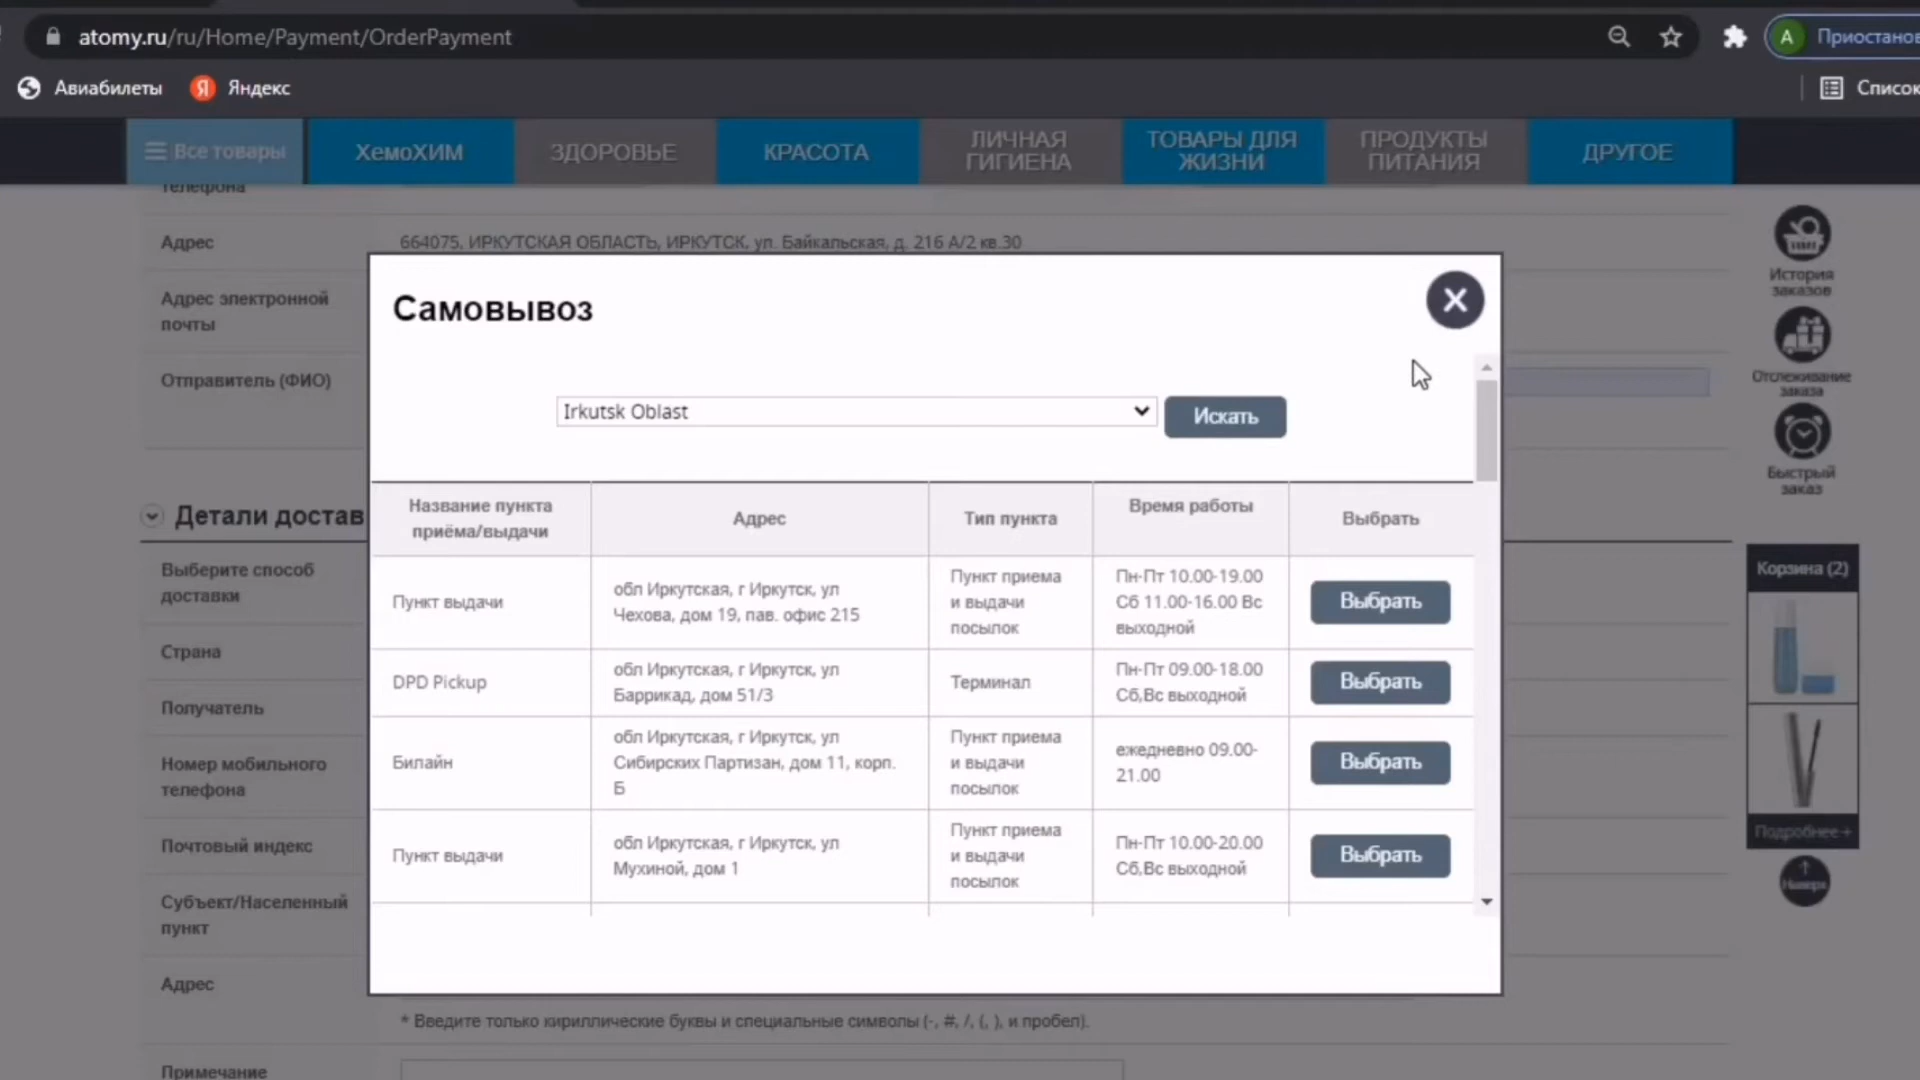 atomy.ru/ru/Home/Payment/OrderPayment
А
Авиабилеты
Я Яндекс
Все товары
ХемоХИМ
ЗДОРОВЬЕ
КРАСОТА
ЛИЧНАЯ
ГИГИЕНА
ТОВАРЫ ДЛЯ
ЖИЗНИ
ПРОДУКТЫ
ПИТАНИЯ
ДРУГОЕ
телефона
Адрес
664075, ИРКУТСКАЯ ОБЛАСТЬ, ИРКУТСК, ул. Байкальская, д. 216 А/2 кв.30
Адрес электронной
почты
Отправитель (ФИО)
Детали достав
Выберите способ
доставки
Страна
Получатель
Номер мобильного
телефона
Почтовый индекс
Субъект/Населенный
пункт
Адрес
* Введите только кириллические буквы и специальные символы (-, #, /, (, ), и пробел).
Примечание
Самовывоз
Irkutsk Oblast
Искать
Название пункта
приёма/выдачи
Адрес
Тип пункта
Время работы
Выбрать
Пункт выдачи
обл Иркутская, г Иркутск, ул
Чехова, дом 19, пав. офис 215
Пункт приема
и выдачи
посылок
Пн-Пт 10.00-19.00
Сб 11.00-16.00 Вс
выходной
Выбрать
DPD Pickup
обл Иркутская, г Иркутск, ул
Баррикад, дом 51/3
Терминал
Пн-Пт 09.00-18.00
Сб,Вс выходной
Выбрать
Билайн
обл Иркутская, г Иркутск, ул
Сибирских Партизан, дом 11, корп.
Б
Пункт приема
и выдачи
посылок
ежедневно 09.00-
21.00
Выбрать
Пункт выдачи
обл Иркутская, г Иркутск, ул
Мухиной, дом 1
Пункт приема
и выдачи
посылок
Пн-Пт 10.00-20.00
Сб,Вс выходной
Выбрать
История
заказов
Отслеживание
заказа
Быстрый
заказ
Корзина (2)
Подробнее +
Наверх